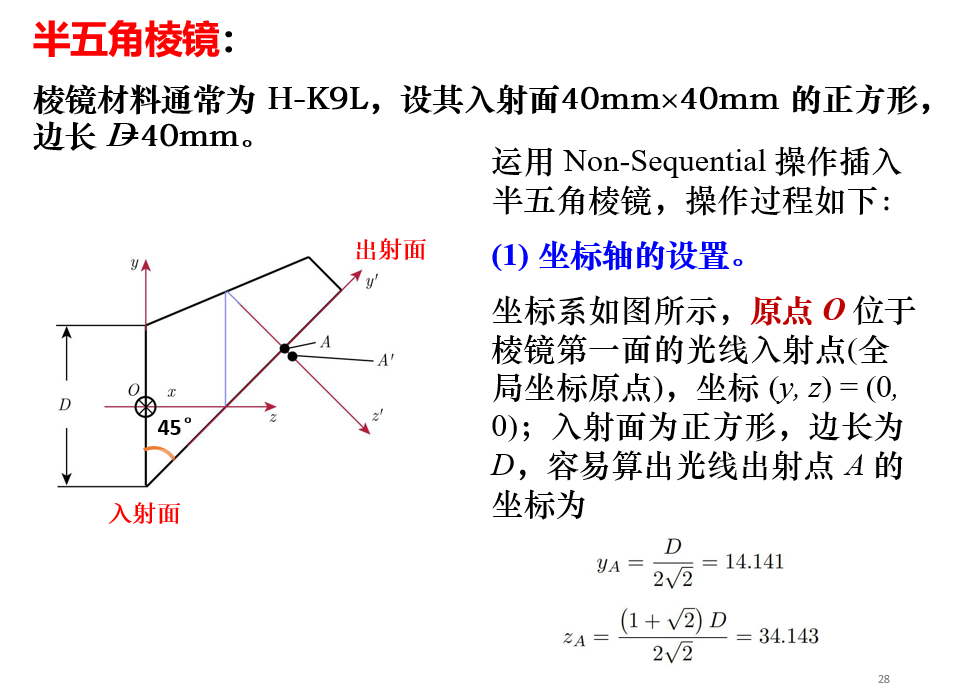 半五角棱镜：
棱镜材料通常为 H-K9L，设其入射面40mm×40mm 的正方形，
边长 D=40mm。
运用 Non-Sequential 操作插入
半五角棱镜，操作过程如下：
(1) 坐标轴的设置。
坐标系如图所示，原点 O 位于
棱镜第一面的光线入射点(全
局坐标原点)，坐标 (y, z) = (0,
0)；入射面为正方形，边长为
D，容易算出光线出射点 A 的
坐标为
y_A = D/(2√2) = 14.141
z_A = (1+√2)D/(2√2) = 34.143
出射面
y
y′
A
A′
O
x
D
45°
z
z′
入射面
28